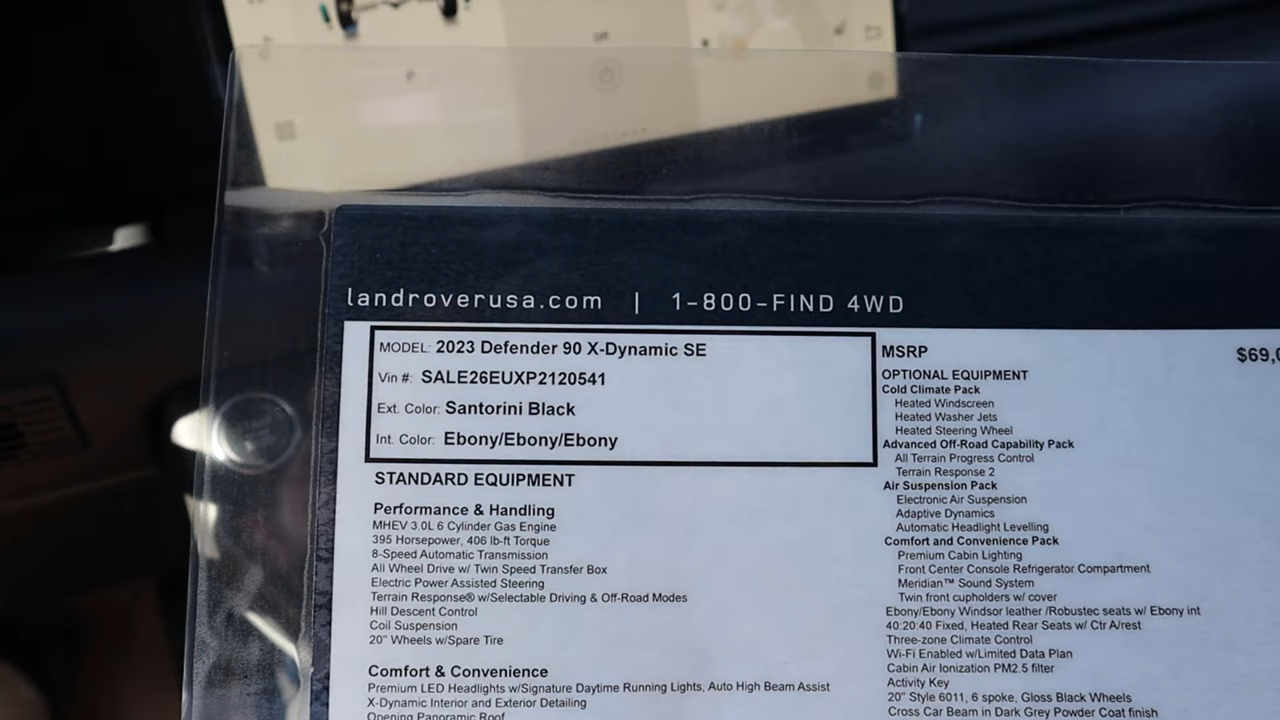 landroverusa.com | 1-800-FIND 4WD
MODEL: 2023 Defender 90 X-Dynamic SE
Vin #: SALE26EUXP2120541
Ext. Color: Santorini Black
Int. Color: Ebony/Ebony/Ebony
STANDARD EQUIPMENT
Performance & Handling
MHEV 3.0L 6 Cylinder Gas Engine
395 Horsepower, 406 lb-ft Torque
8-Speed Automatic Transmission
All Wheel Drive w/ Twin Speed Transfer Box
Electric Power Assisted Steering
Terrain Response® w/Selectable Driving & Off-Road Modes
Hill Descent Control
Coil Suspension
20" Wheels w/Spare Tire
Comfort & Convenience
Premium LED Headlights w/Signature Daytime Running Lights, Auto High Beam Assist
X-Dynamic Interior and Exterior Detailing
Opening Panoramic Roof
MSRP $69,0
OPTIONAL EQUIPMENT
Cold Climate Pack
Heated Windscreen
Heated Washer Jets
Heated Steering Wheel
Advanced Off-Road Capability Pack
All Terrain Progress Control
Terrain Response 2
Air Suspension Pack
Electronic Air Suspension
Adaptive Dynamics
Automatic Headlight Levelling
Comfort and Convenience Pack
Premium Cabin Lighting
Front Center Console Refrigerator Compartment
Meridian™ Sound System
Twin front cupholders w/ cover
Ebony/Ebony Windsor leather /Robustec seats w/ Ebony int
40:20:40 Fixed, Heated Rear Seats w/ Ctr A/rest
Three-zone Climate Control
Wi-Fi Enabled w/Limited Data Plan
Cabin Air Ionization PM2.5 filter
Activity Key
20" Style 6011, 6 spoke, Gloss Black Wheels
Cross Car Beam in Dark Grey Powder Coat finish